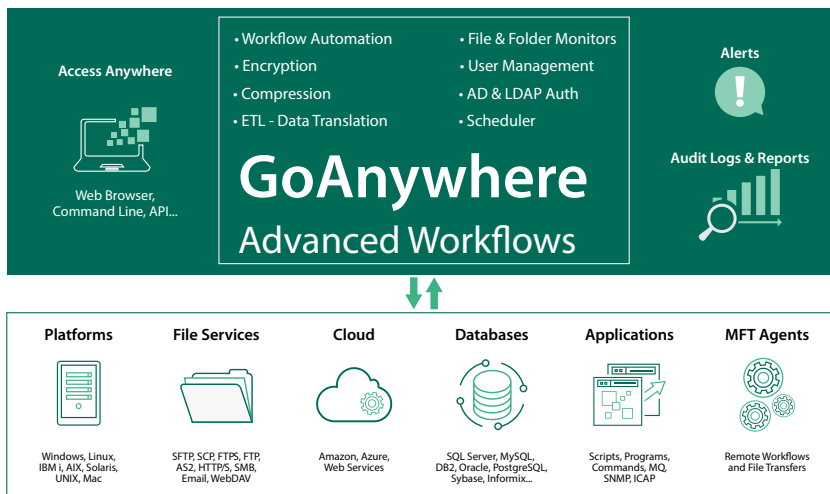 Access Anywhere
Web Browser,
Command Line, API...
• Workflow Automation
• Encryption
• Compression
• ETL - Data Translation
• File & Folder Monitors
• User Management
• AD & LDAP Auth
• Scheduler
GoAnywhere
Advanced Workflows
Alerts
!
Audit Logs & Reports
Platforms
Windows, Linux,
IBM i, AIX, Solaris,
UNIX, Mac
File Services
SFTP, SCP, FTPS, FTP,
AS2, HTTP/S, SMB,
Email, WebDAV
Cloud
Amazon, Azure,
Web Services
Databases
SQL Server, MySQL,
DB2, Oracle, PostgreSQL,
Sybase, Informix...
Applications
Scripts, Programs,
Commands, MQ,
SNMP, ICAP
MFT Agents
Remote Workflows
and File Transfers